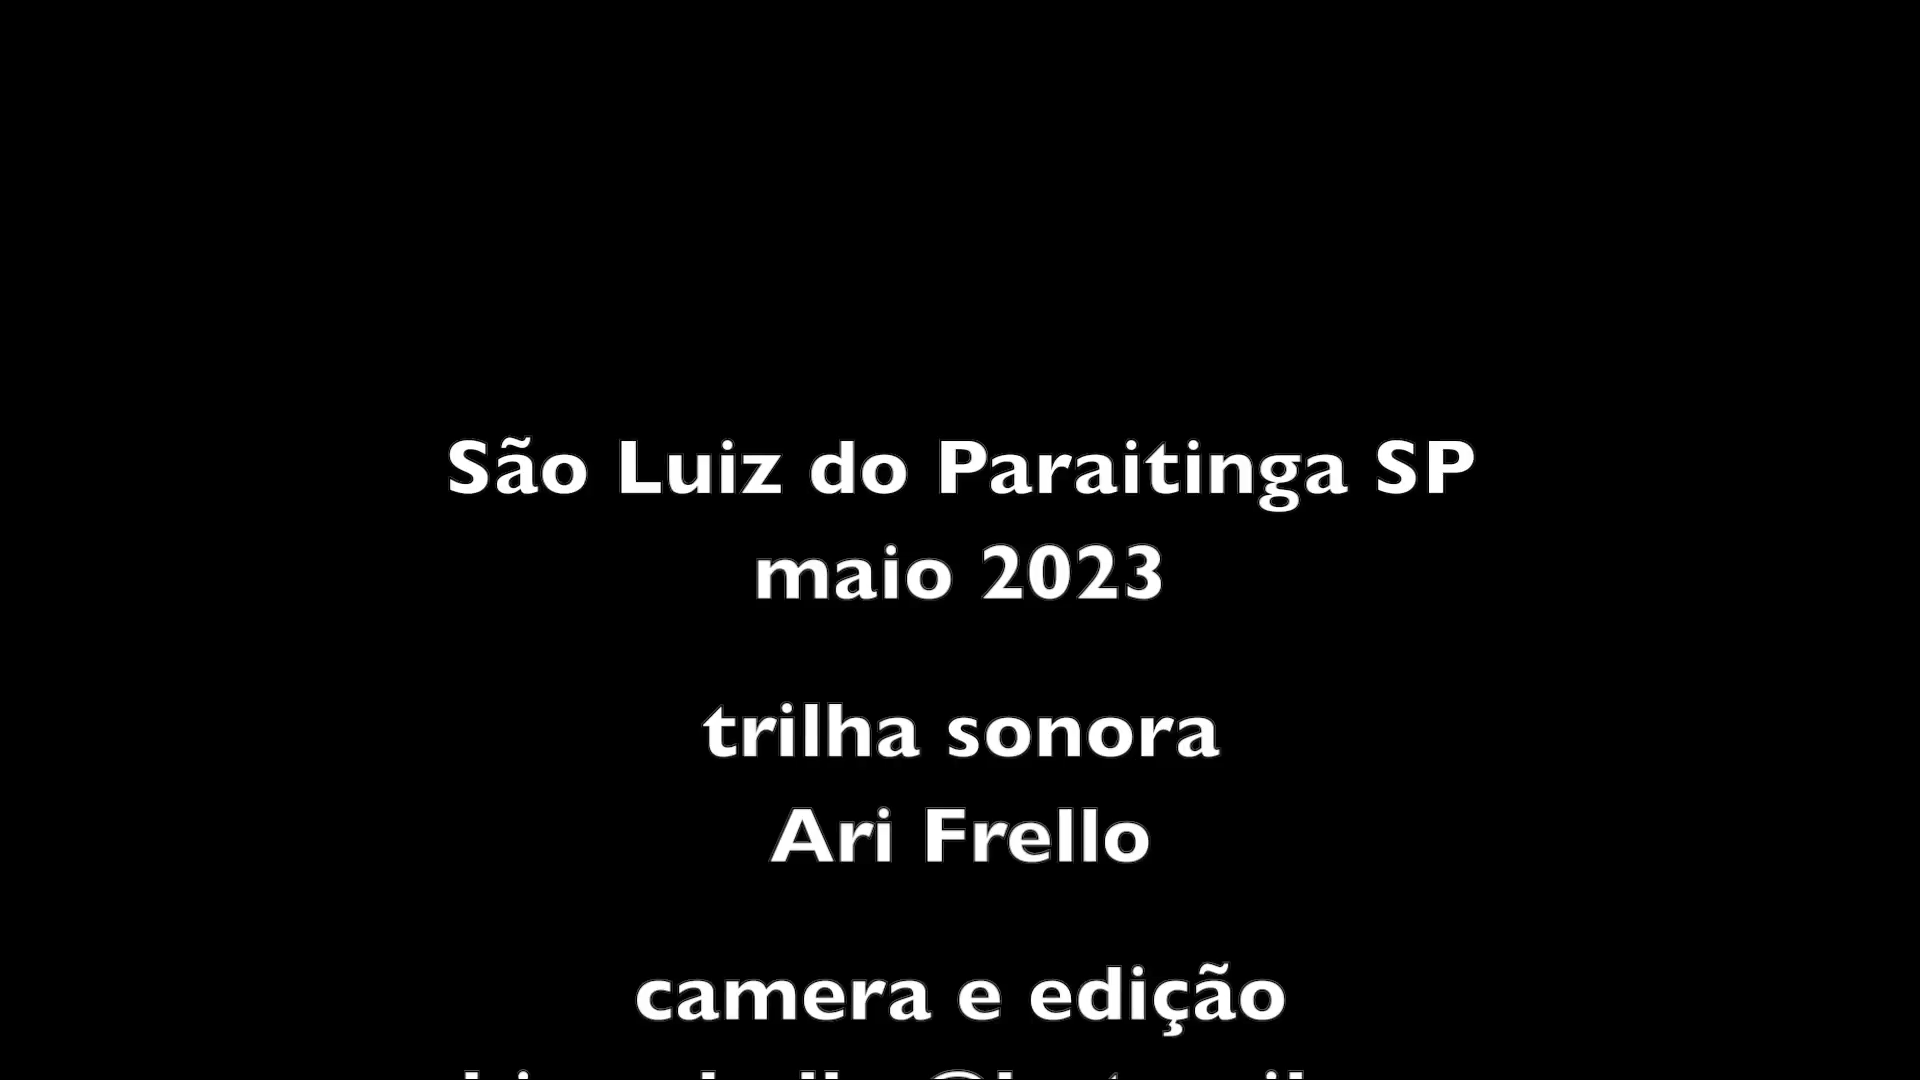 São Luiz do Paraitinga SP
maio 2023
trilha sonora
Ari Frello
camera e edição